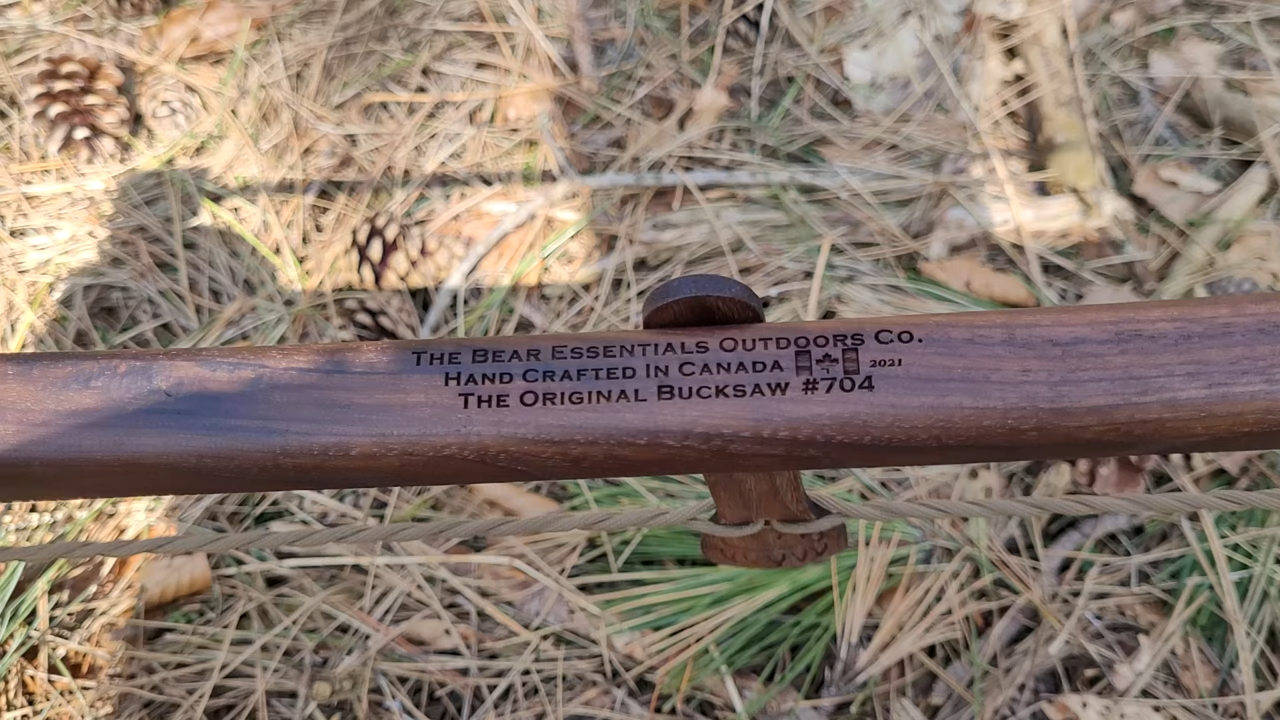 The Bear Essentials Outdoors Co.
Hand Crafted In Canada 2021
The Original Bucksaw #704